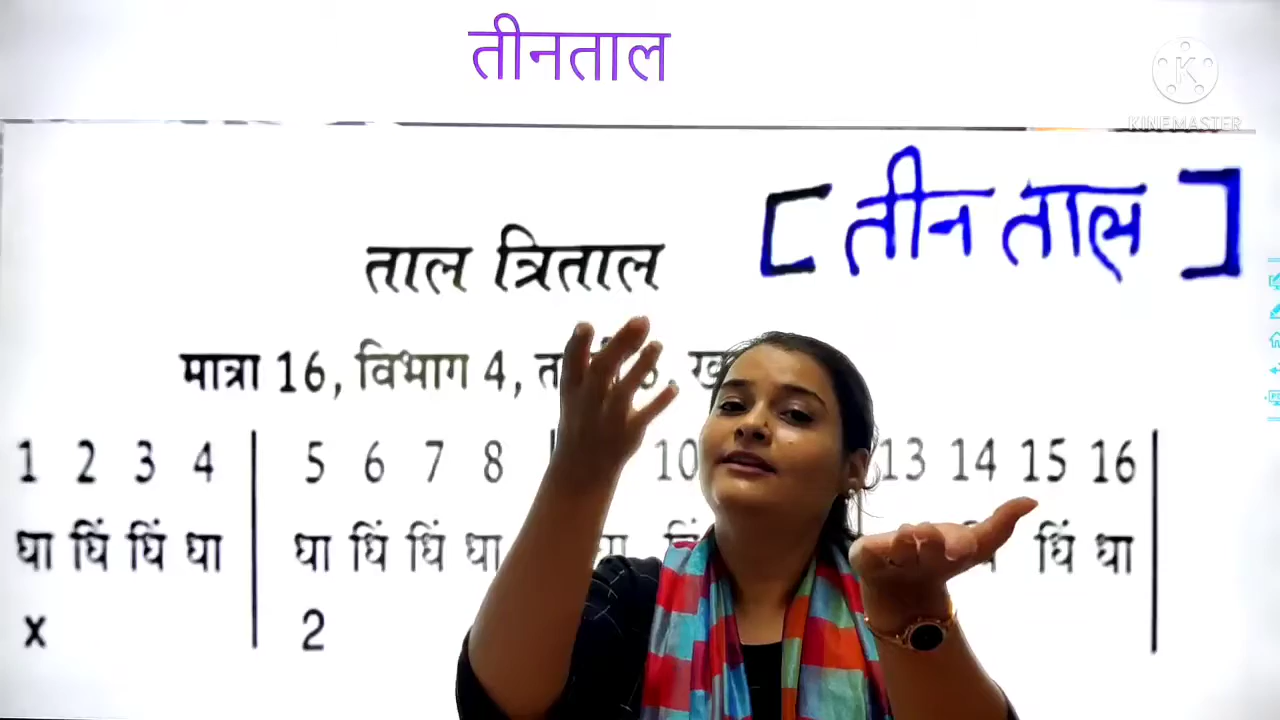 तीनताल
KINEMASTER
[ तीन ताल ]
ताल त्रिताल
मात्रा 16, विभाग 4,
1 2 3 4 | 5 6 7 8 10 13 14 15 16 |
धा धिं धिं धा | धा धिं धिं धा धिं धा |
x 2